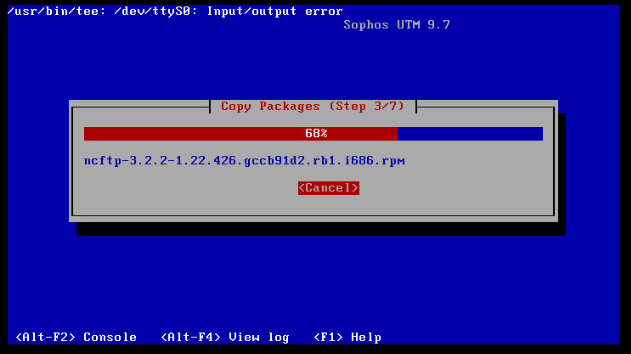 /usr/bin/tee: /dev/ttyS0: Input/output error
Sophos UTM 9.7
Copy Packages (Step 3/7)
68%
ncftp-3.2.2-1.22.426.gccb91d2.rb1.i686.rpm
<Cancel>
<Alt-F2> Console <Alt-F4> View log <F1> Help